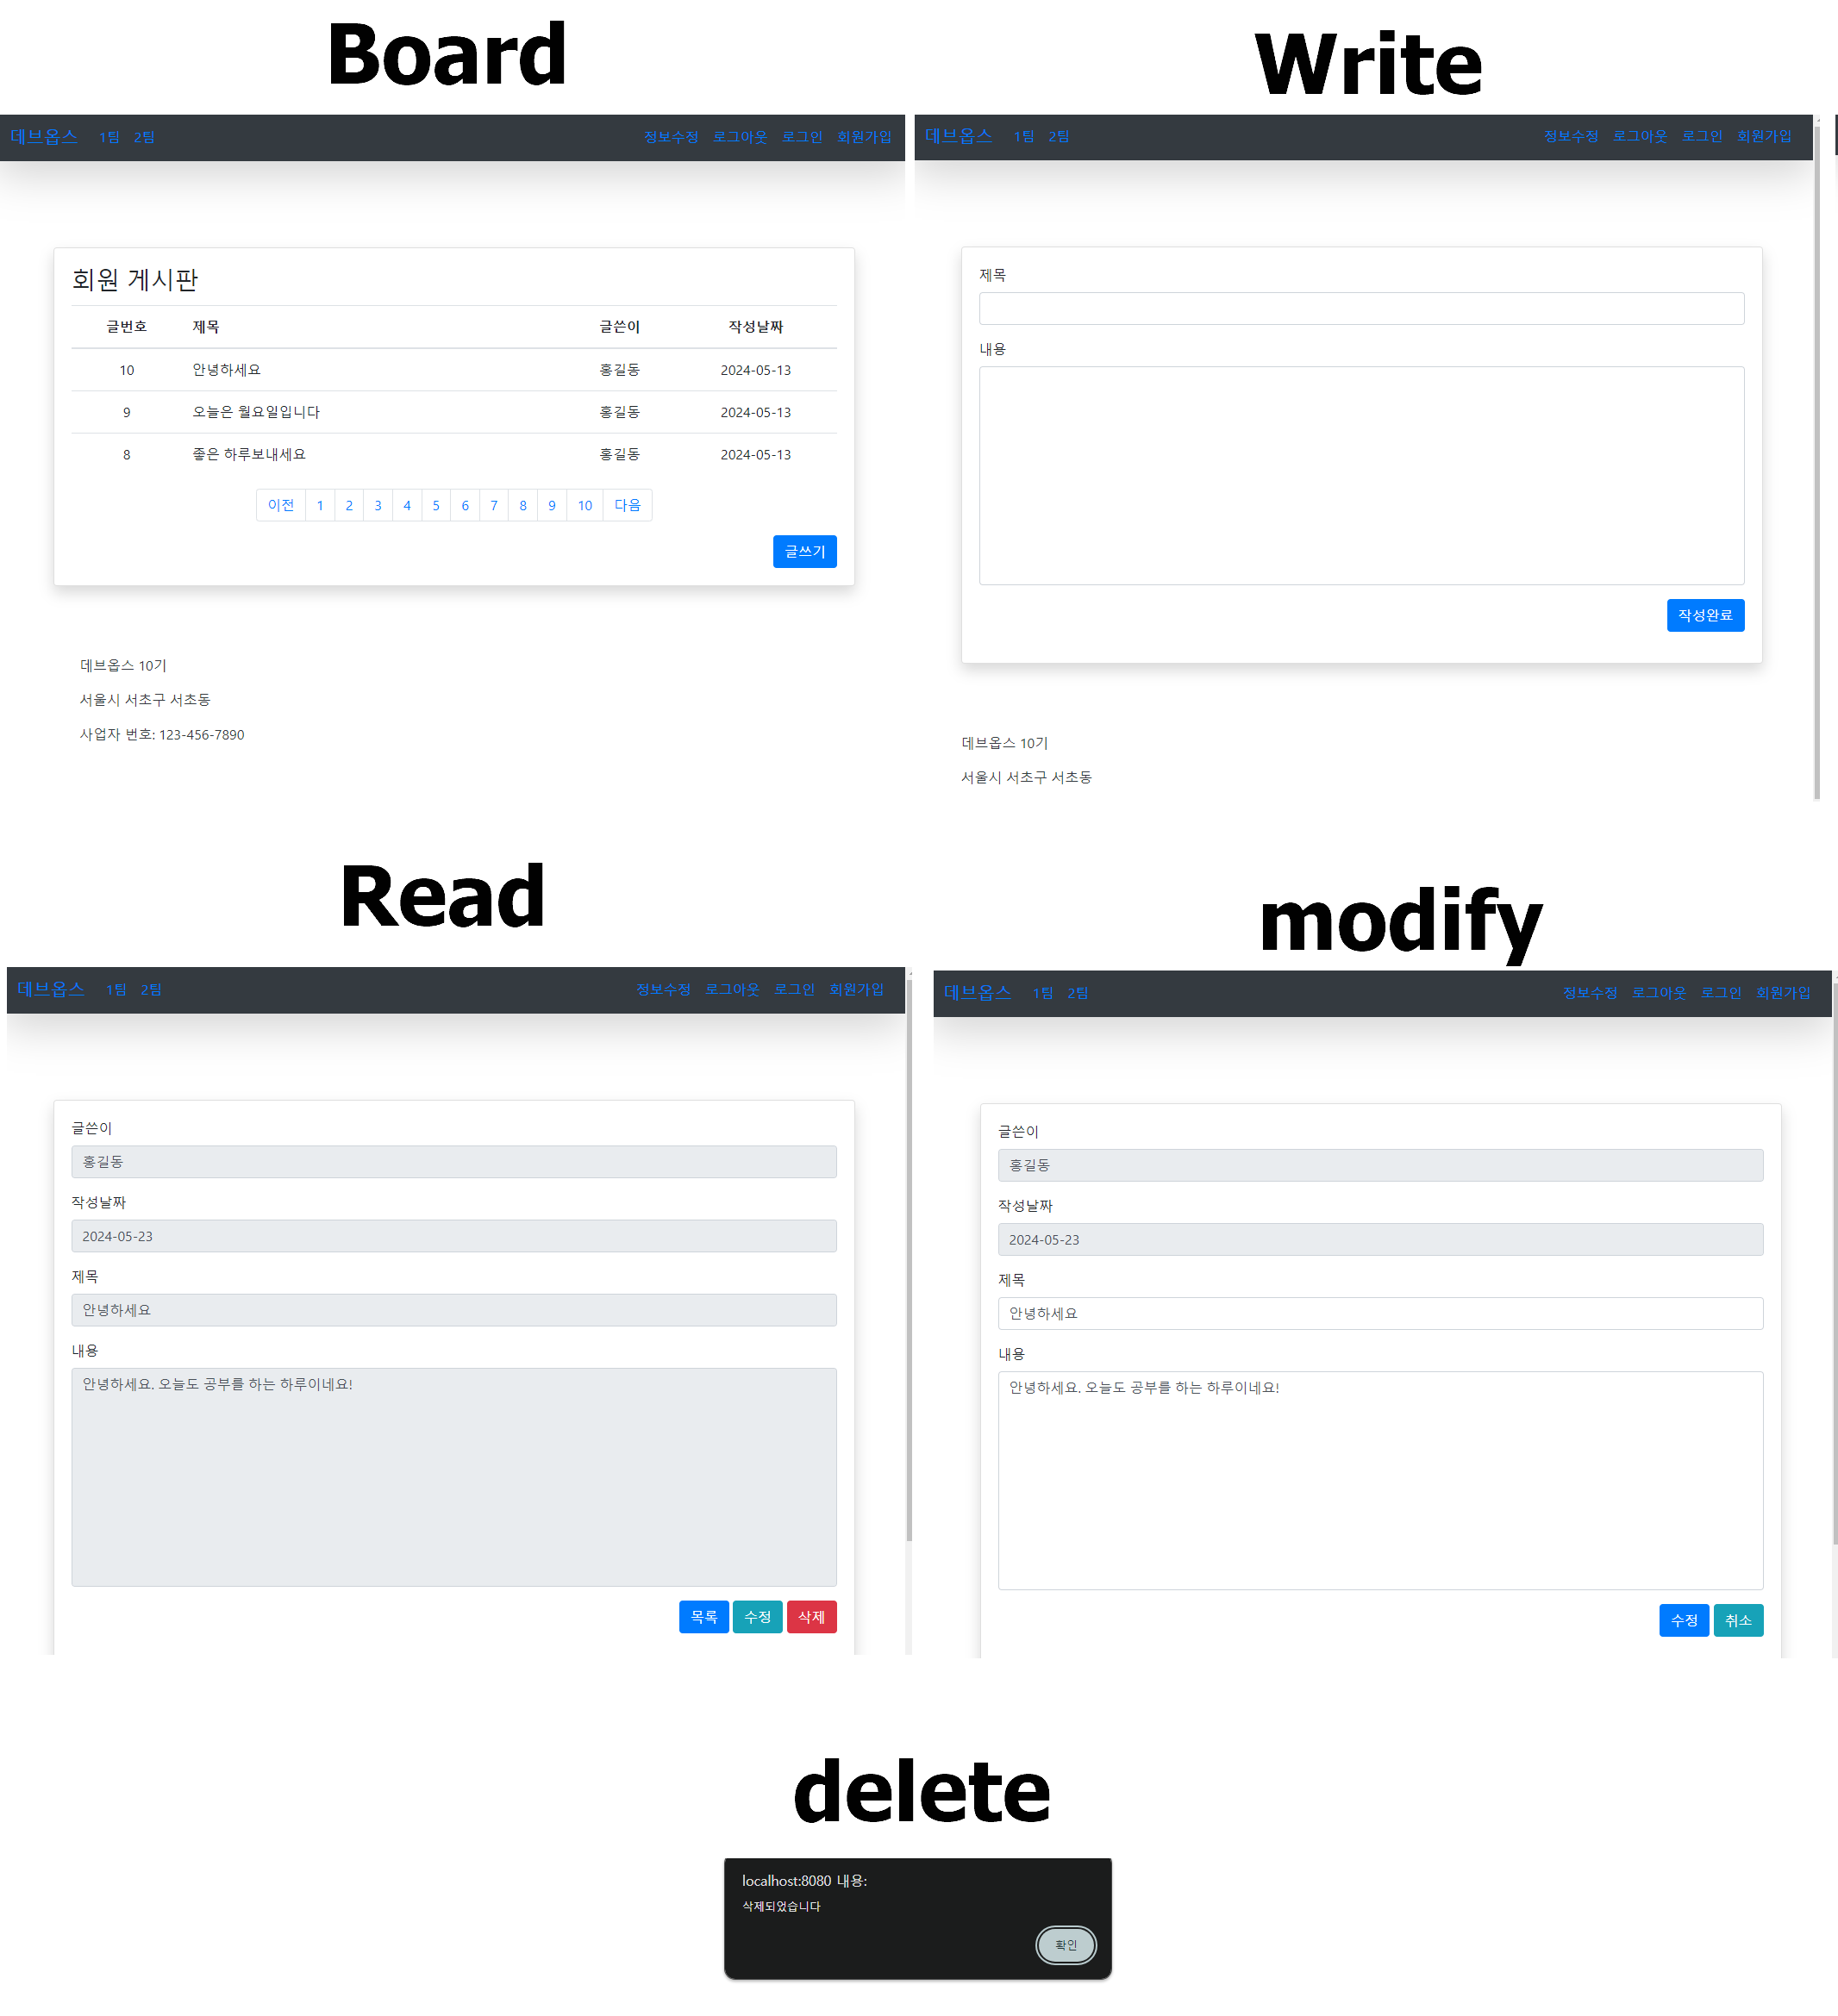 Board
데브옵스 1팀 2팀 정보수정 로그아웃 로그인 회원가입
회원 게시판
글번호 제목 글쓴이 작성날짜
10 안녕하세요 홍길동 2024-05-13
9 오늘은 월요일입니다 홍길동 2024-05-13
8 좋은 하루보내세요 홍길동 2024-05-13
이전 1 2 3 4 5 6 7 8 9 10 다음
글쓰기
데브옵스 10기
서울시 서초구 서초동
사업자 번호: 123-456-7890
Write
데브옵스 1팀 2팀 정보수정 로그아웃 로그인 회원가입
제목
내용
작성완료
데브옵스 10기
서울시 서초구 서초동
Read
데브옵스 1팀 2팀 정보수정 로그아웃 로그인 회원가입
글쓴이
홍길동
작성날짜
2024-05-23
제목
안녕하세요
내용
안녕하세요. 오늘도 공부를 하는 하루이네요!
목록 수정 삭제
modify
데브옵스 1팀 2팀 정보수정 로그아웃 로그인 회원가입
글쓴이
홍길동
작성날짜
2024-05-23
제목
안녕하세요
내용
안녕하세요. 오늘도 공부를 하는 하루이네요!
수정 취소
delete
localhost:8080 내용:
삭제되었습니다
확인